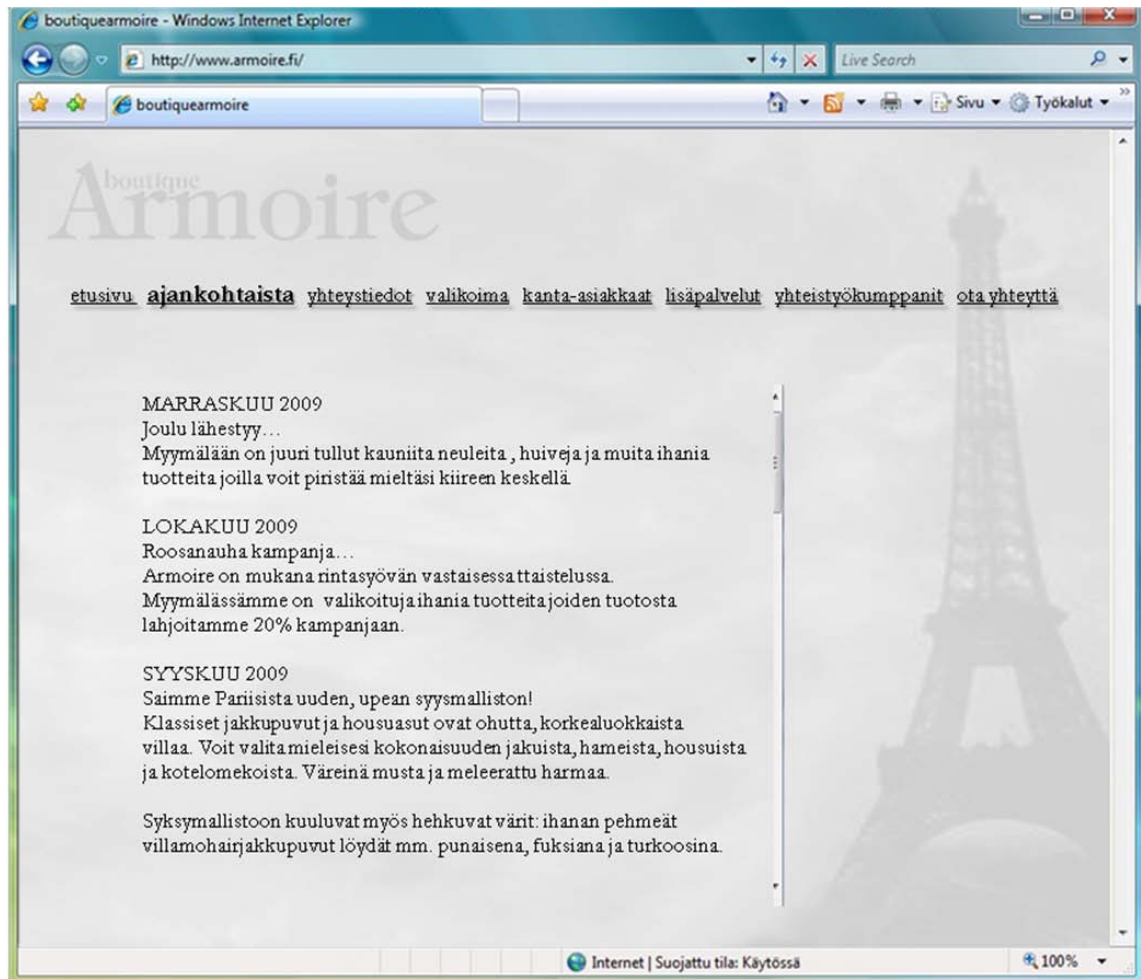 boutiquearmoire - Windows Internet Explorer
http://www.armoire.fi/
Live Search
boutiquearmoire
Sivu
Työkalut
boutique
Armoire
etusivu ajankohtaista yhteystiedot valikoima kanta-asiakkaat lisäpalvelut yhteistyökumppanit ota yhteyttä
MARRASKUU 2009
Joulu lähestyy...
Myymälään on juuri tullut kauniita neuleita , huiveja ja muita ihania
tuotteita joilla voit piristää mieltäsi kiireen keskellä.
LOKAKUU 2009
Roosanauha kampanja...
Armoire on mukana rintasyövän vastaisessa ttaistelussa.
Myymälässämme on valikoituja ihania tuotteita joiden tuotosta
lahjoitamme 20% kampanjaan.
SYYSKUU 2009
Saimme Pariisista uuden, upean syysmalliston!
Klassiset jakkupuvut ja housuasut ovat ohutta, korkealuokkaista
villaa. Voit valita mieleisesi kokonaisuuden jakuista, hameista, housuista
ja kotelomekoista. Väreinä musta ja meleerattu harmaa.
Syksymallistoon kuuluvat myös hehkuvat värit: ihanan pehmeät
villamohairjakkupuvut löydät mm. punaisena, fuksiana ja turkoosina.
Internet | Suojattu tila: Käytössä
100%